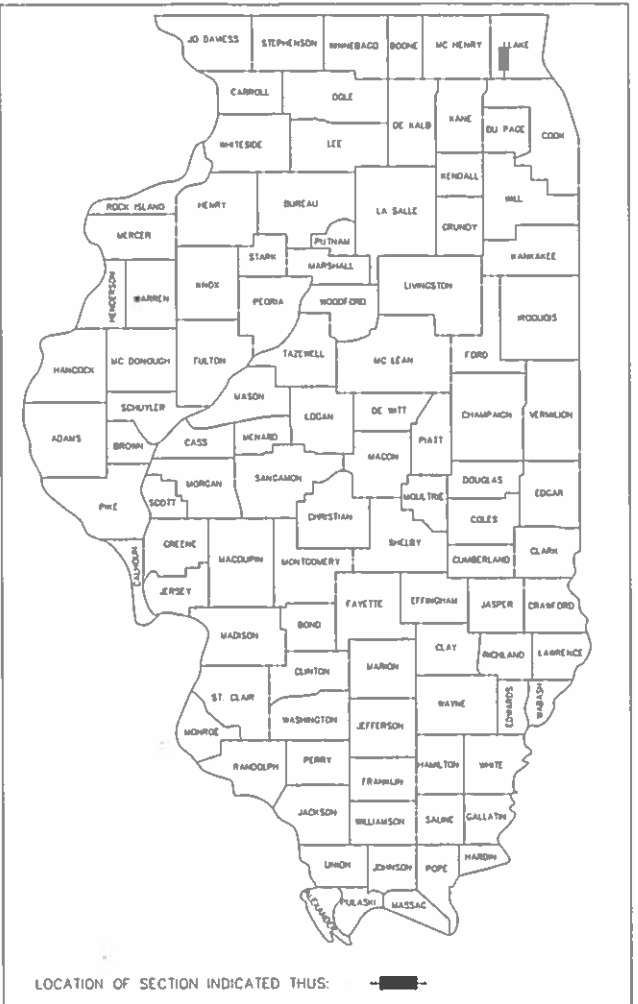 JO DAVIESS STEPHENSON WINNEBAGO BOONE MC HENRY LAKE
CARROLL OGLE
DE KALB KANE DU PAGE COOK
WHITESIDE LEE
KENDALL
ROCK ISLAND HENRY BUREAU LA SALLE WILL
MERCER PUTNAM GRUNDY
STARK MARSHALL KANKAKEE
HENDERSON WARREN KNOX PEORIA WOODFORD LIVINGSTON
IROQUOIS
HANCOCK MC DONOUGH FULTON TAZEWELL MC LEAN FORD
MASON
SCHUYLER LOGAN DE WITT CHAMPAIGN VERMILION
ADAMS BROWN CASS MENARD PIATT
MACON
MORGAN SANGAMON DOUGLAS
PIKE SCOTT MOULTRIE EDGAR
CHRISTIAN COLES
GREENE SHELBY
CALHOUN MACOUPIN MONTGOMERY CUMBERLAND CLARK
JERSEY FAYETTE EFFINGHAM JASPER CRAWFORD
MADISON BOND
CLAY RICHLAND LAWRENCE
CLINTON MARION
ST. CLAIR WAYNE EDWARDS WABASH
WASHINGTON JEFFERSON
MONROE
RANDOLPH PERRY HAMILTON WHITE
FRANKLIN
JACKSON WILLIAMSON SALINE GALLATIN
UNION JOHNSON POPE HARDIN
ALEXANDER PULASKI MASSAC
LOCATION OF SECTION INDICATED THUS: